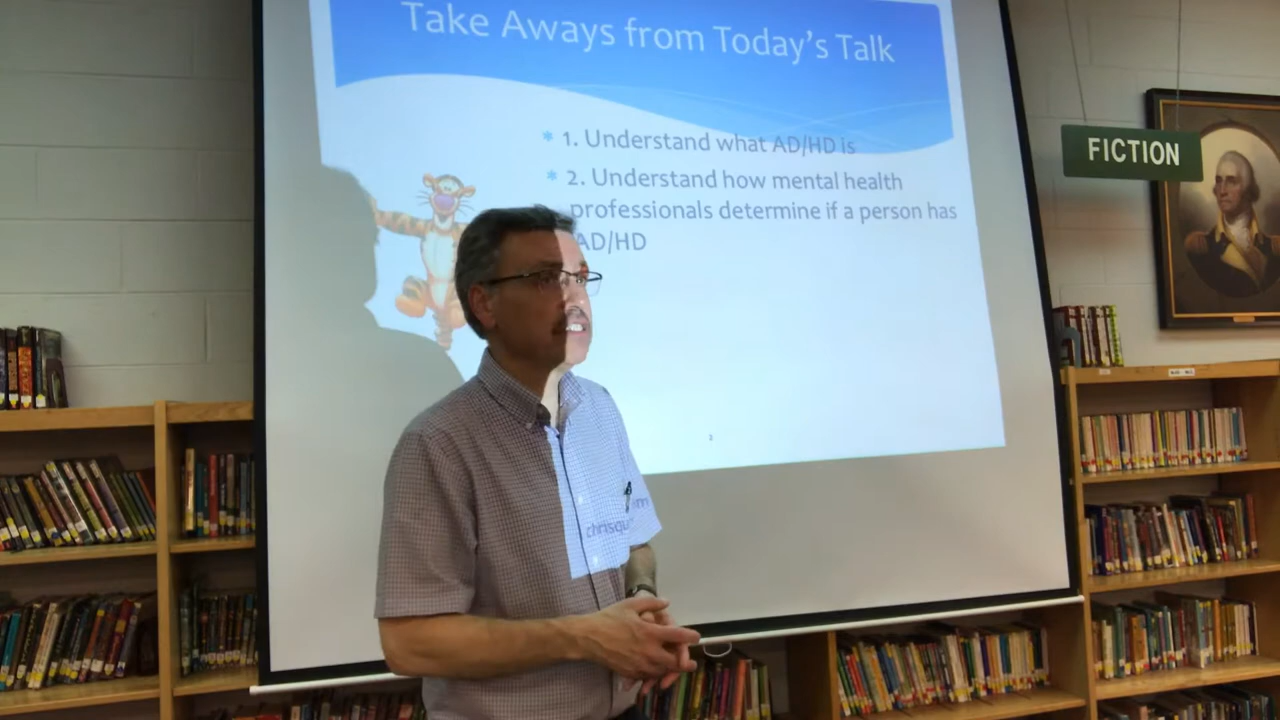 Take Aways from Today's Talk
* 1. Understand what AD/HD is
* 2. Understand how mental health
professionals determine if a person has
AD/HD
FICTION
chrisqu